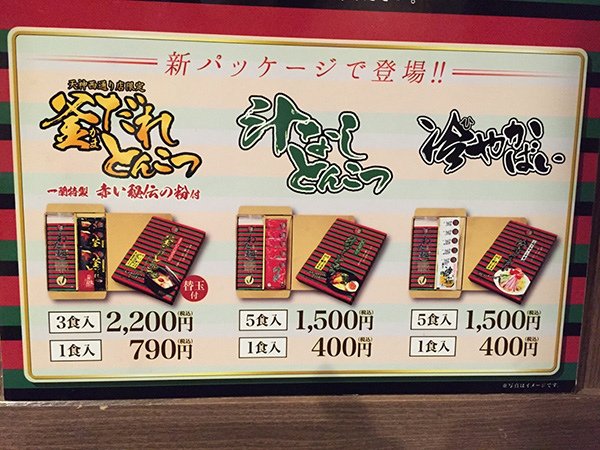 新パッケージで登場!!
天神西通り店限定
釜だれとんこつ
かま
一蘭特製 赤い秘伝の粉付
替玉付
3食入 2,200円(税込)
1食入 790円(税込)
汁なしとんこつ
5食入 1,500円(税込)
1食入 400円(税込)
冷やかばい
ひ
5食入 1,500円(税込)
1食入 400円(税込)
※写真はイメージです